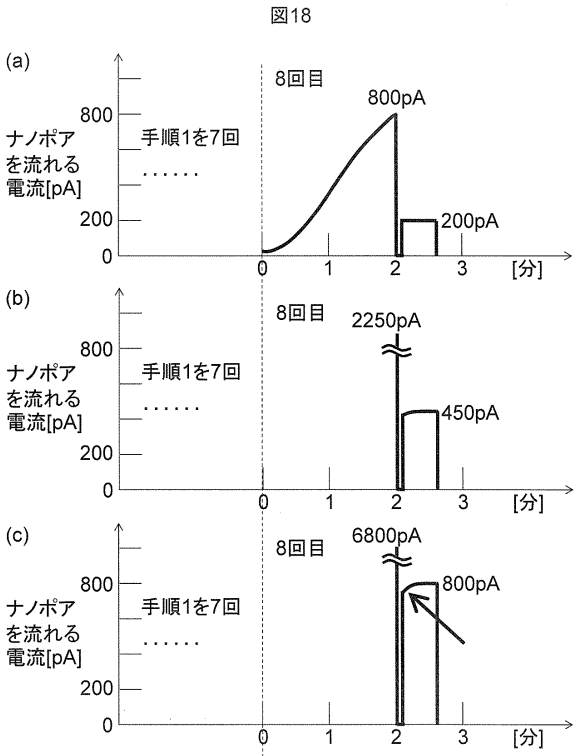 図18
(a)
8回目
800pA
800
ナノポア
を流れる
電流[pA]
手順1を7回
......
200
200pA
0
0 1 2 3 [分]
(b)
8回目
2250pA
800
ナノポア
を流れる
電流[pA]
手順1を7回
......
450pA
200
0
0 1 2 3 [分]
(c)
8回目
6800pA
800
800pA
ナノポア
を流れる
電流[pA]
手順1を7回
......
200
0
0 1 2 3 [分]